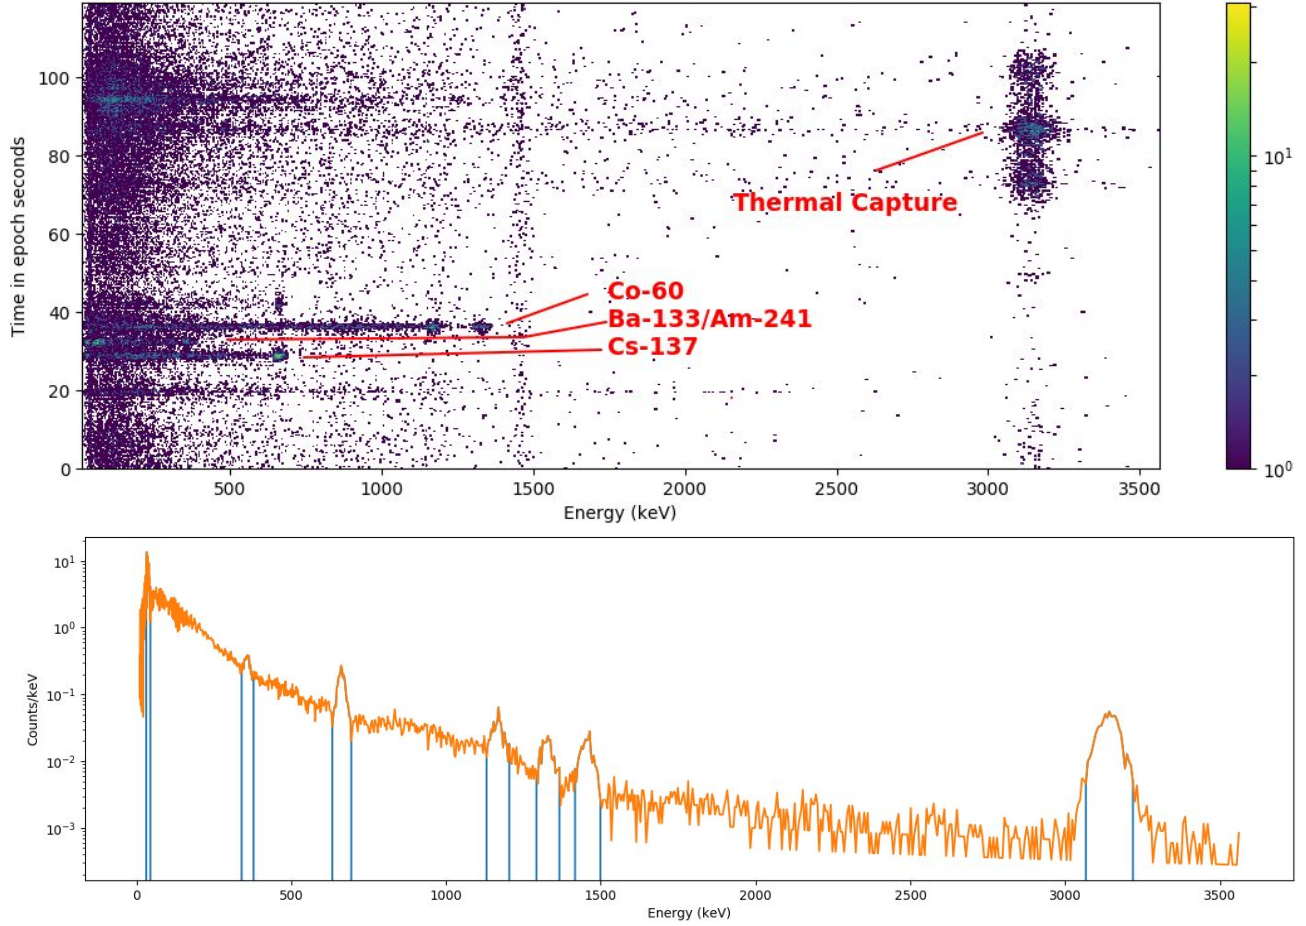 100
80
60
40
20
0
Time in epoch seconds
Thermal Capture
Co-60
Ba-133/Am-241
Cs-137
500 1000 1500 2000 2500 3000 3500
Energy (keV)
10¹
10⁰
10¹
10⁰
10⁻¹
10⁻²
10⁻³
Counts/keV
0 500 1000 1500 2000 2500 3000 3500
Energy (keV)